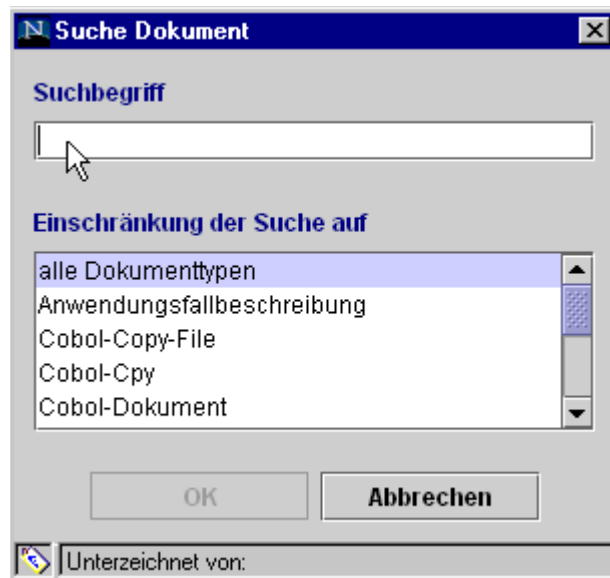 Suche Dokument
Suchbegriff
Einschränkung der Suche auf
alle Dokumenttypen
Anwendungsfallbeschreibung
Cobol-Copy-File
Cobol-Cpy
Cobol-Dokument
OK Abbrechen
Unterzeichnet von: